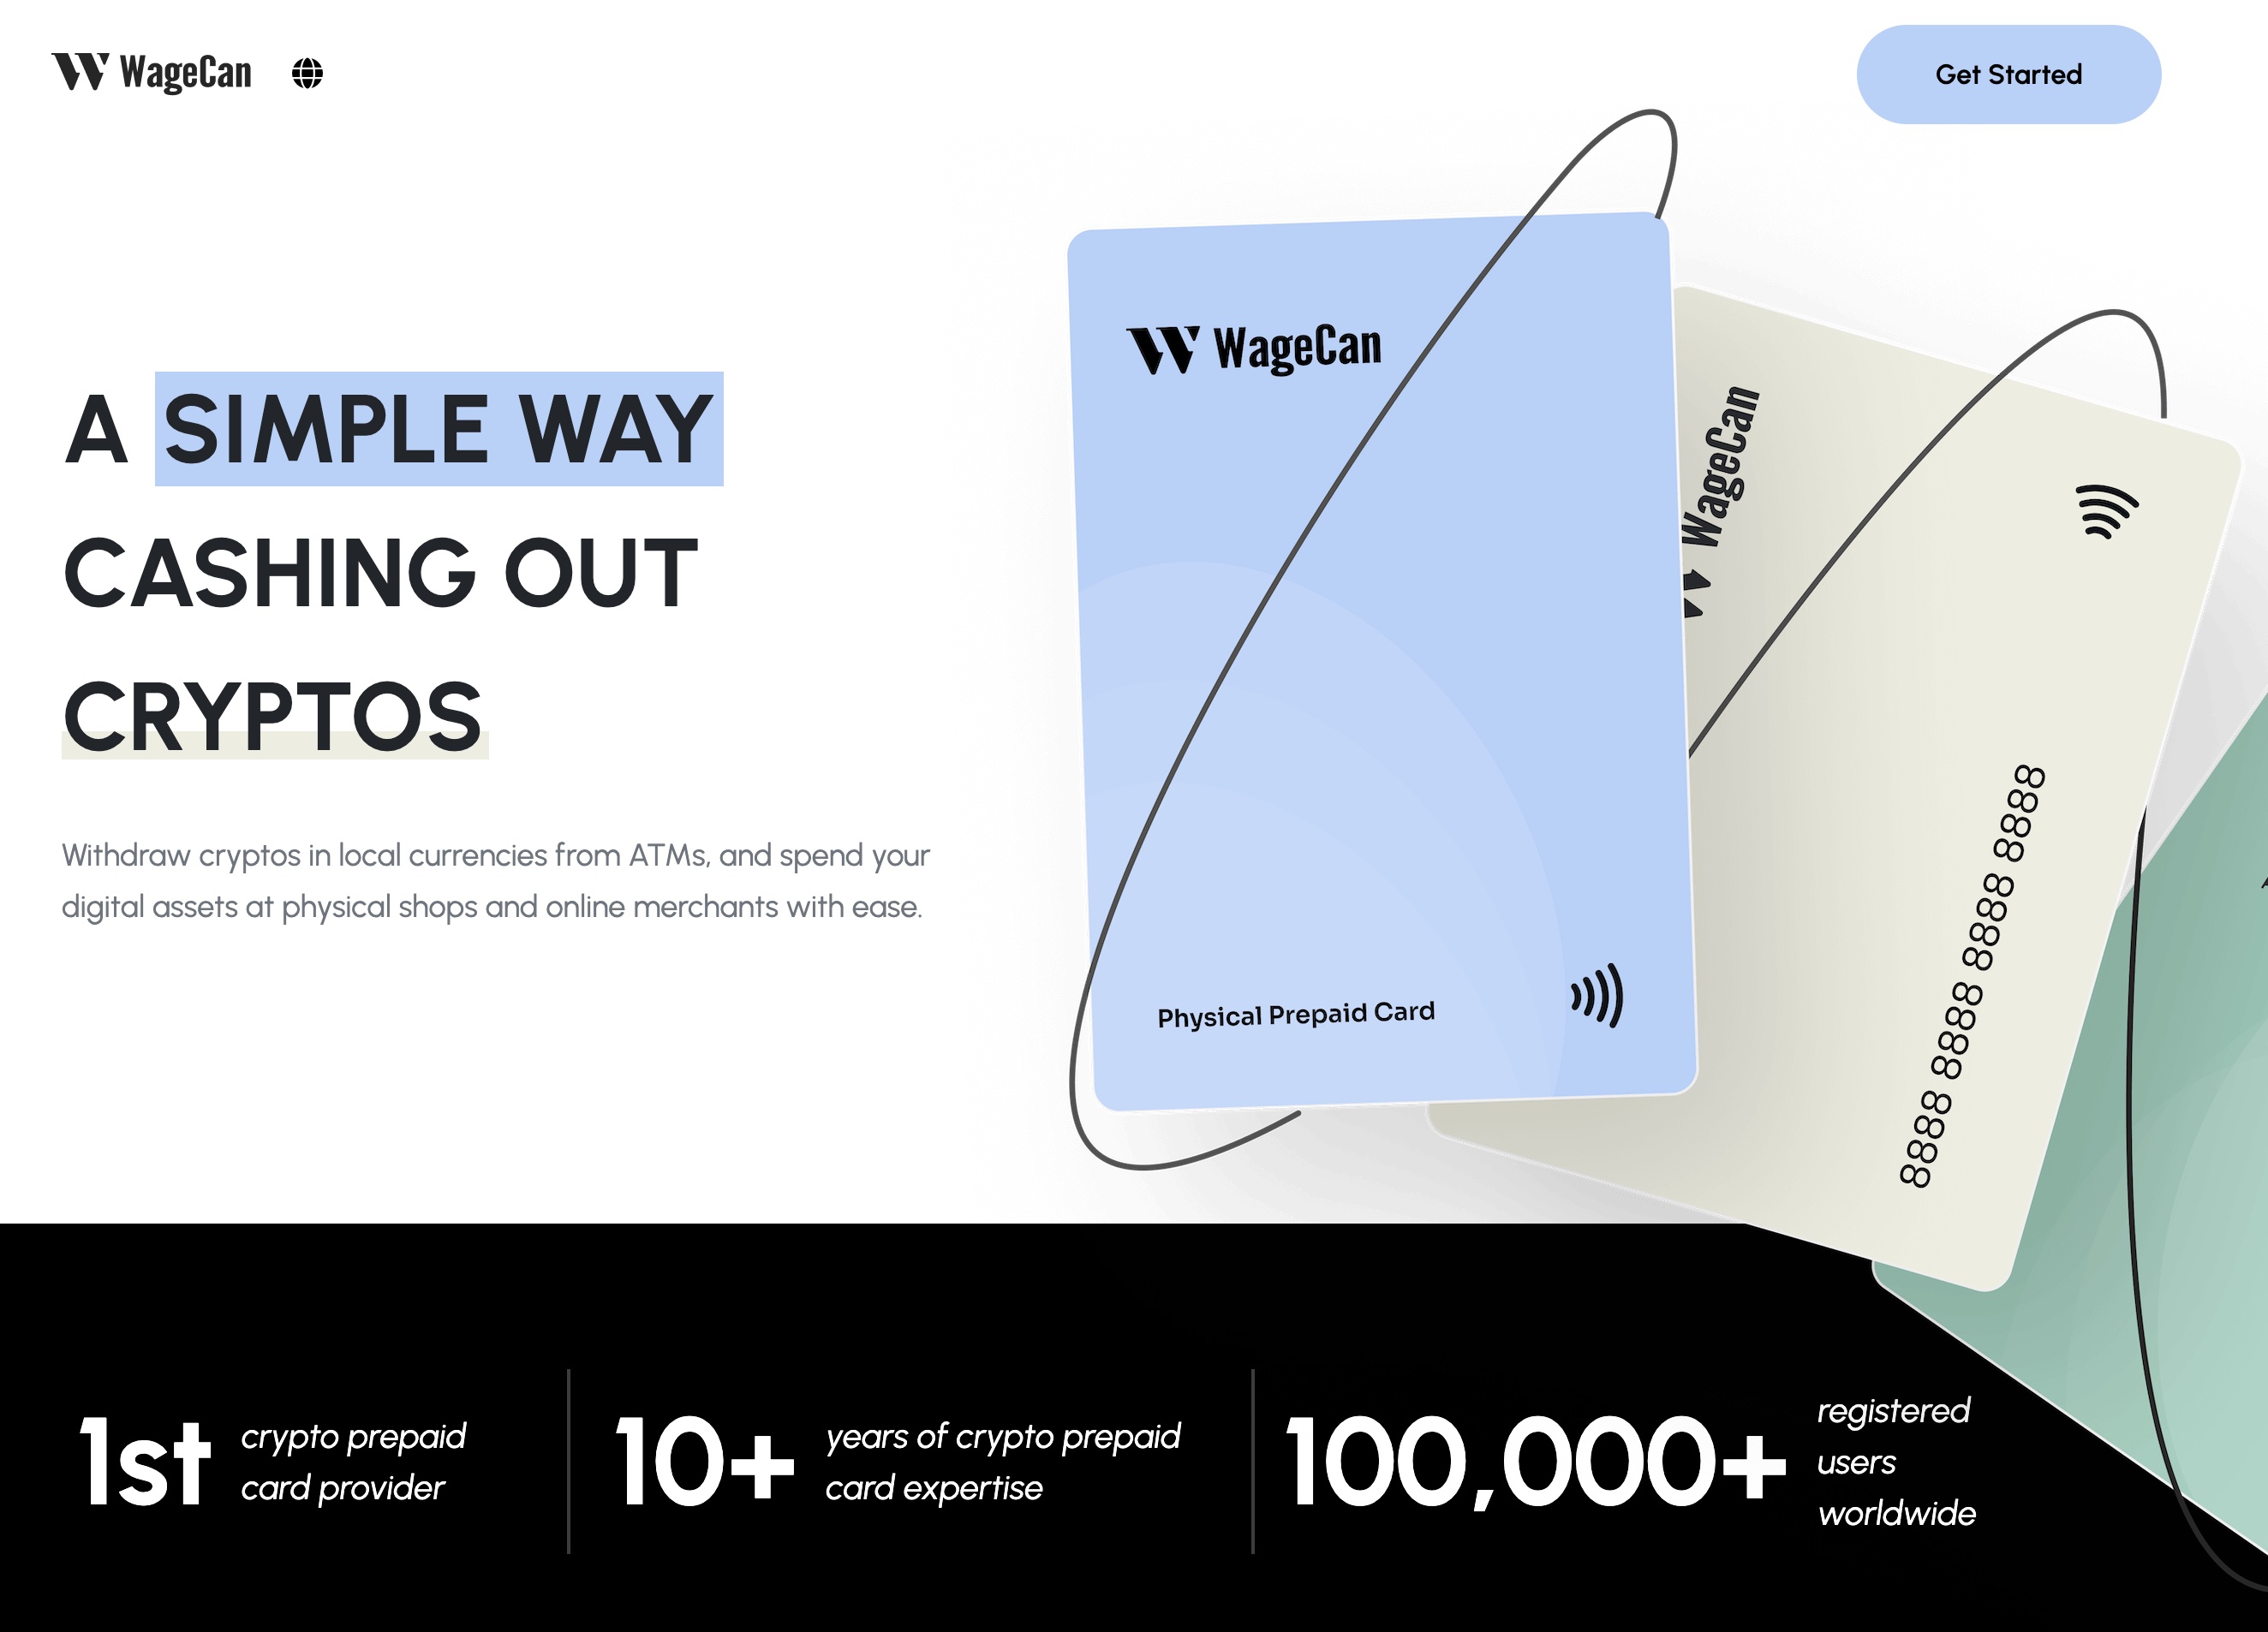 WageCan
Get Started
A SIMPLE WAY
CASHING OUT
CRYPTOS
Withdraw cryptos in local currencies from ATMs, and spend your
digital assets at physical shops and online merchants with ease.
WageCan
Physical Prepaid Card
WageCan
8888 8888 8888 8888
1st
crypto prepaid
card provider
10+
years of crypto prepaid
card expertise
100,000+
registered
users
worldwide